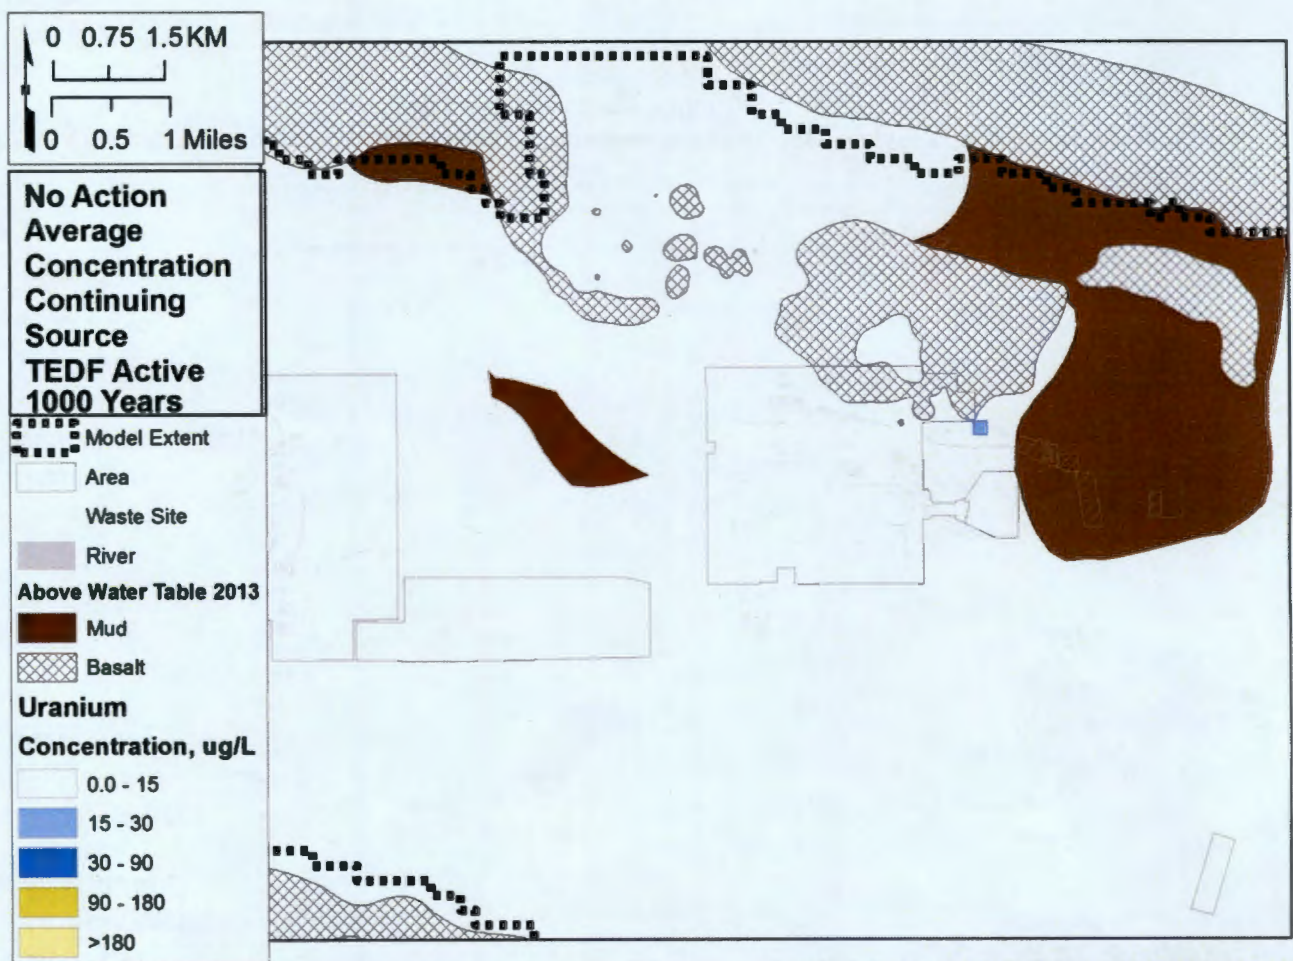 0 0.75 1.5 KM
0 0.5 1 Miles
No Action
Average
Concentration
Continuing
Source
TEDF Active
1000 Years
Model Extent
Area
Waste Site
River
Above Water Table 2013
Mud
Basalt
Uranium
Concentration, ug/L
0.0 - 15
15 - 30
30 - 90
90 - 180
>180